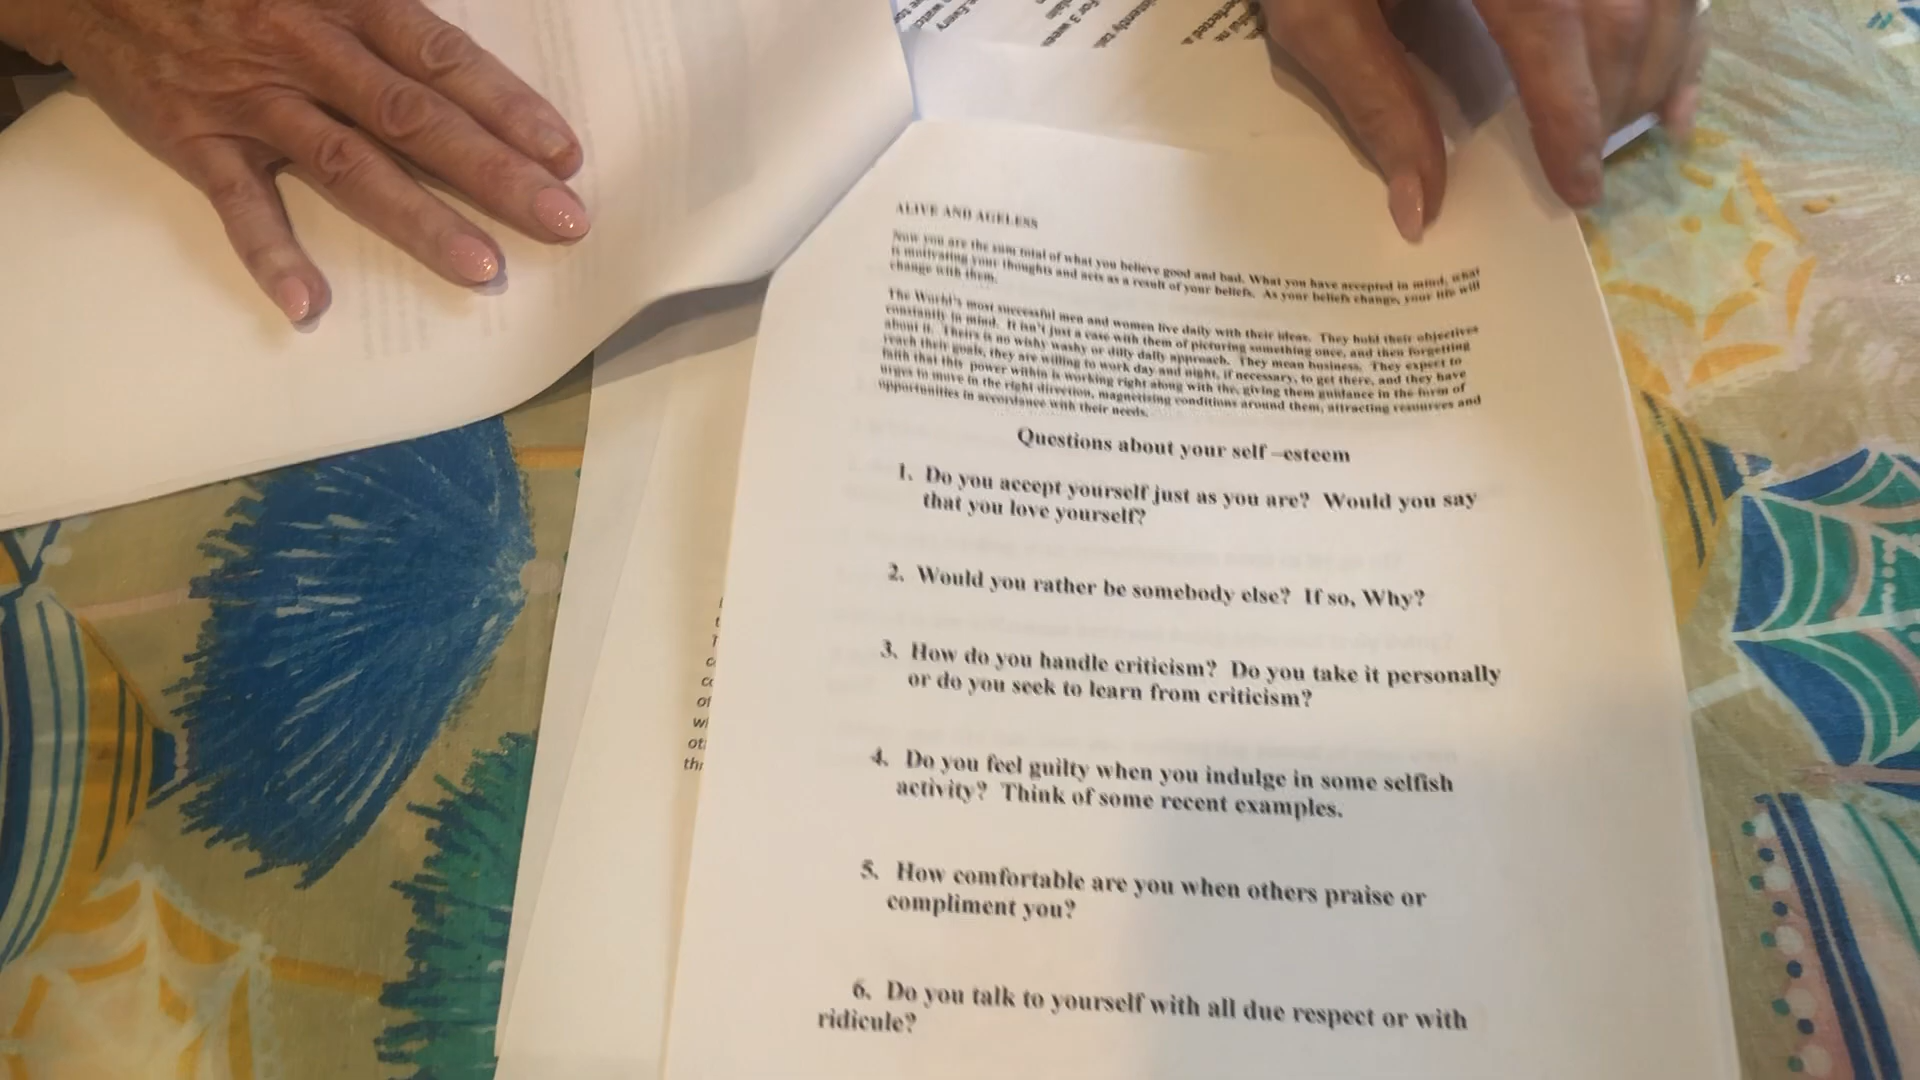 For 3 wee
ALIVE AND AGELESS
Now you are the sum total of what you believe good and bad. What you have accepted in mind, what
is motivating your thoughts and acts as a result of your beliefs. As your beliefs change, your life will
change with them.
The World's most successful men and women live daily with their ideas. They hold their objectives
constantly in mind. It isn't just a case with them of picturing something once, and then forgetting
about it. Theirs is no wishy washy or dilly dally approach. They mean business. They expect to
reach their goals, they are willing to work day and night, if necessary, to get there, and they have
faith that this power within is working right along with the, giving them guidance in the form of
urges to move in the right direction, magnetizing conditions around them, attracting resources and
opportunities in accordance with their needs.
Questions about your self –esteem
1. Do you accept yourself just as you are? Would you say
that you love yourself?
2. Would you rather be somebody else? If so, Why?
3. How do you handle criticism? Do you take it personally
or do you seek to learn from criticism?
4. Do you feel guilty when you indulge in some selfish
activity? Think of some recent examples.
5. How comfortable are you when others praise or
compliment you?
6. Do you talk to yourself with all due respect or with
ridicule?